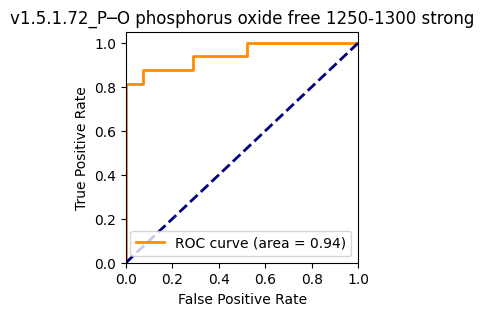 v1.5.1.72_P─O phosphorus oxide free 1250-1300 strong
1.0
0.8
0.6
0.4
0.2
0.0
True Positive Rate
ROC curve (area = 0.94)
0.0 0.2 0.4 0.6 0.8 1.0
False Positive Rate